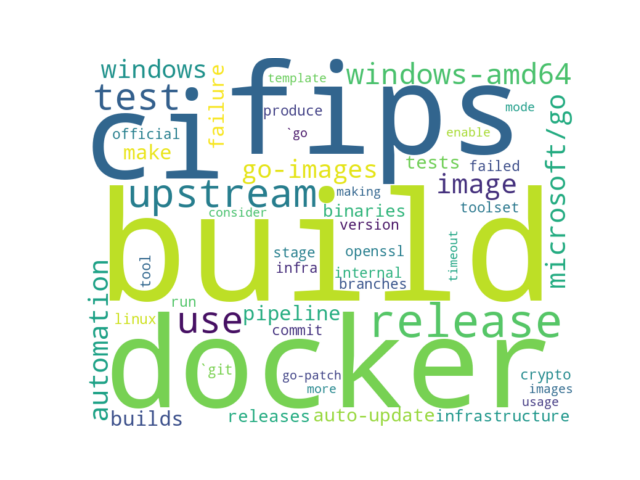 windows
template
windows-amd64
fips
ci
test
failure
produce
mode
official
`go
enable
make
go-images
tests
failed
microsoft/go
upstream
making
image
consider
binaries
toolset
version
build
stage
openssl
timeout
tool
infra
internal
branches
automation
run
linux
use
pipeline
release
commit
docker
`git
go-patch
crypto
more
images
usage
builds
releases
auto-update
infrastructure